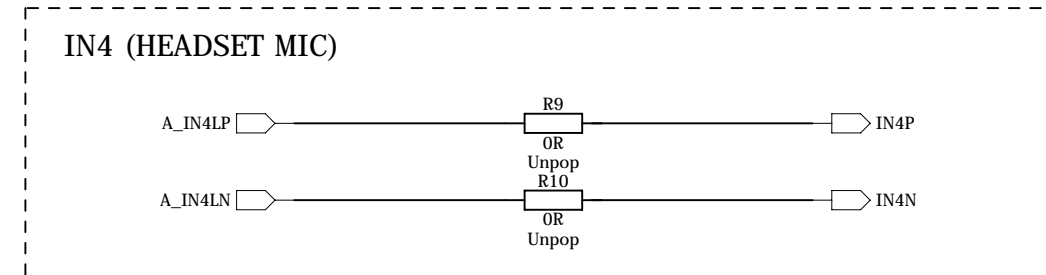 IN4 (HEADSET MIC)
R9
A_IN4LP IN4P
0R
Unpop
R10
A_IN4LN IN4N
0R
Unpop